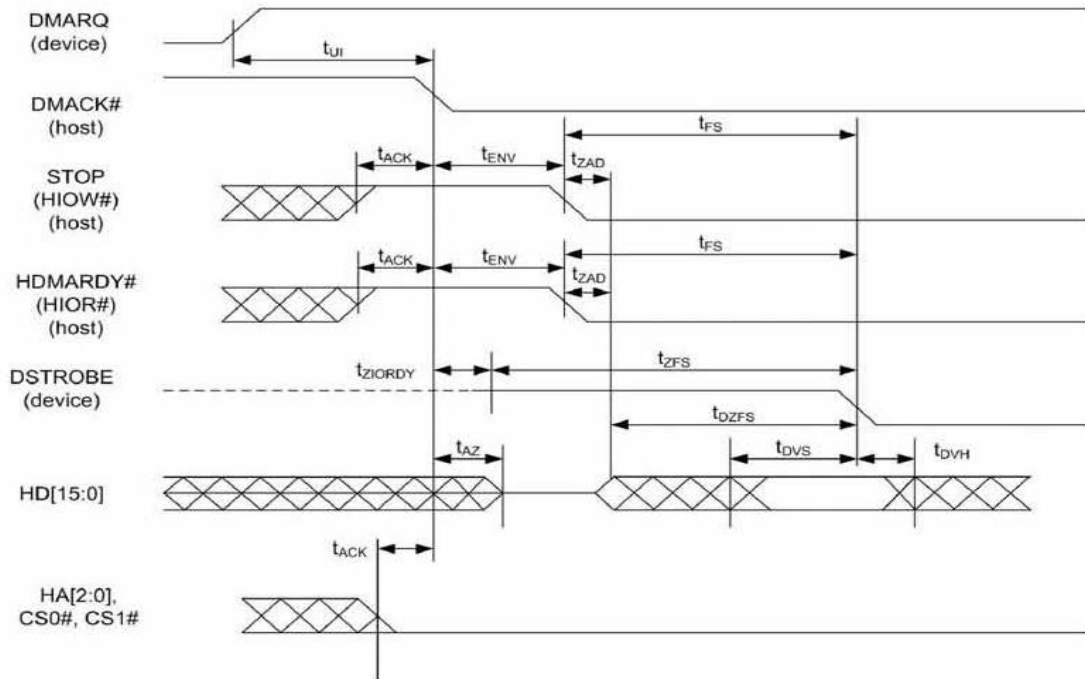 DMARQ
(device)
tUI
DMACK#
(host)
tFS
tACK
tENV
tZAD
STOP
(HIOW#)
(host)
tFS
tACK
tENV
tZAD
HDMARDY#
(HIOR#)
(host)
tZIORDY
tZFS
DSTROBE
(device)
tDZFS
tAZ
tDVS
tDVH
HD[15:0]
tACK
HA[2:0],
CS0#, CS1#